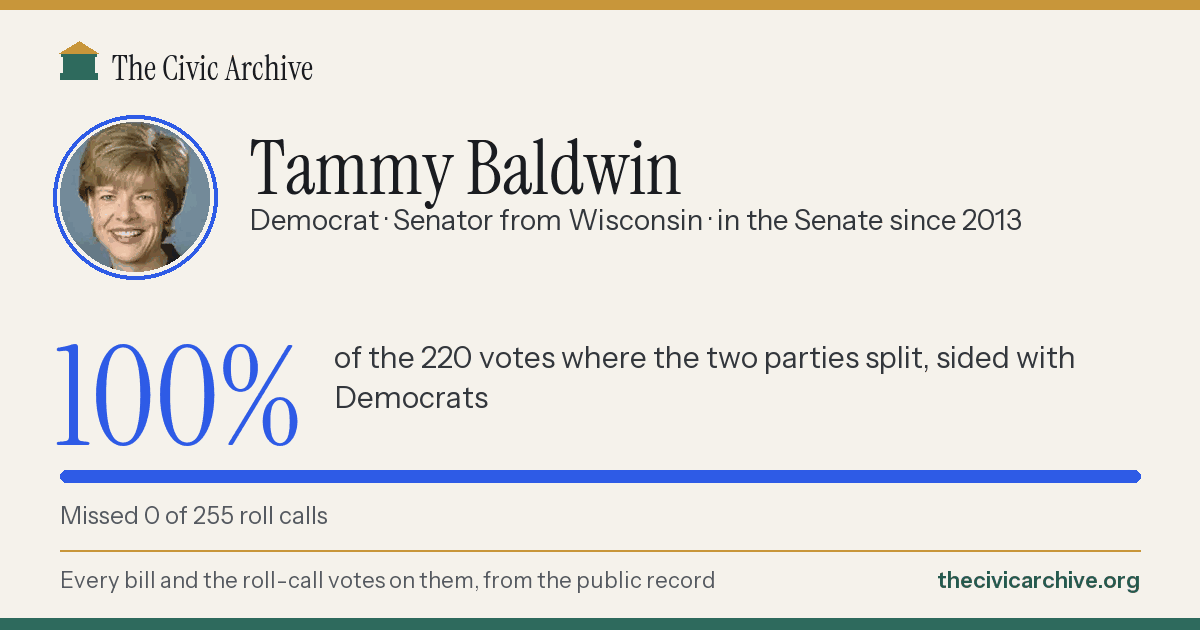 The Civic Archive
Tammy Baldwin
Democrat · Senator from Wisconsin · in the Senate since 2013
100%
of the 220 votes where the two parties split, sided with
Democrats
Missed 0 of 255 roll calls
Every bill and the roll-call votes on them, from the public record
thecivicarchive.org